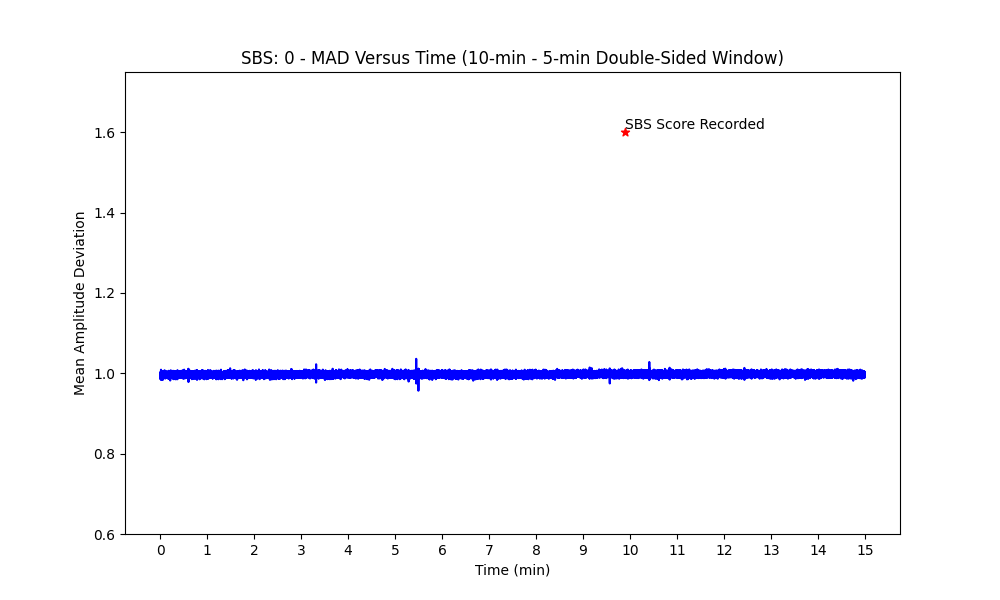 SBS: 0 - MAD Versus Time (10-min - 5-min Double-Sided Window)
SBS Score Recorded
Mean Amplitude Deviation
1.6
1.4
1.2
1.0
0.8
0.6
0 1 2 3 4 5 6 7 8 9 10 11 12 13 14 15
Time (min)